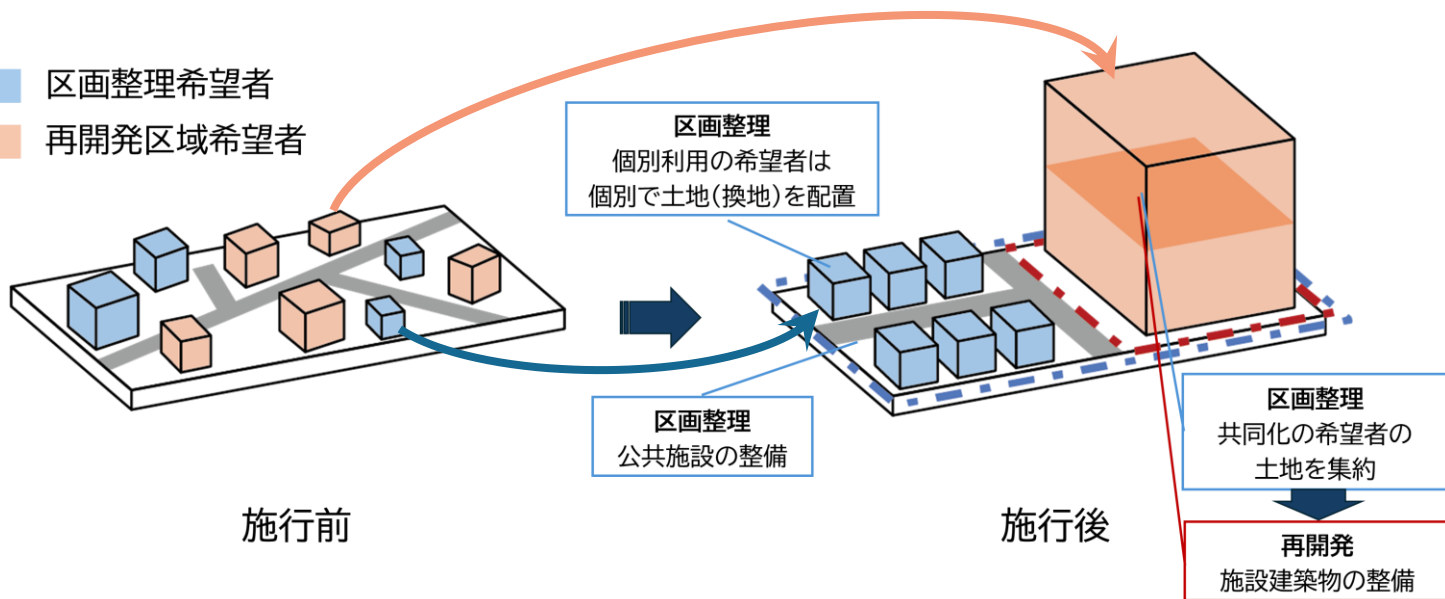 区画整理希望者
再開発区域希望者
区画整理
個別利用の希望者は
個別で土地(換地)を配置
区画整理
公共施設の整備
区画整理
共同化の希望者の
土地を集約
再開発
施設建築物の整備
施行前
施行後